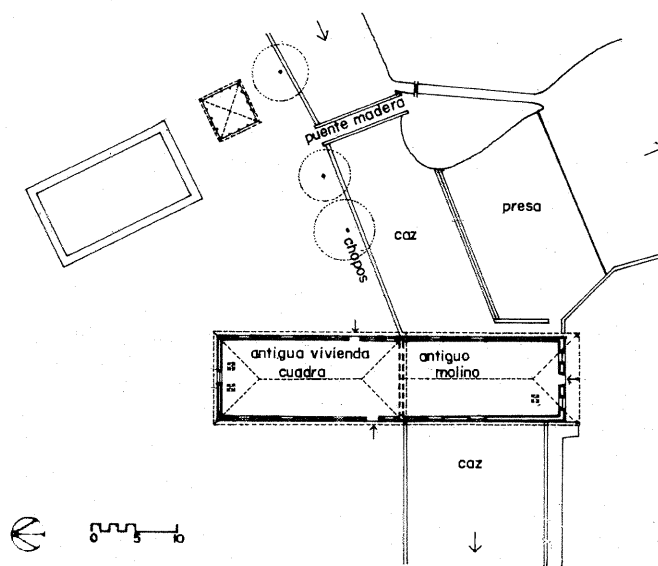 puente madera
presa
caz
chopos
antigua vivienda
cuadra
antiguo
molino
caz
0 5 10